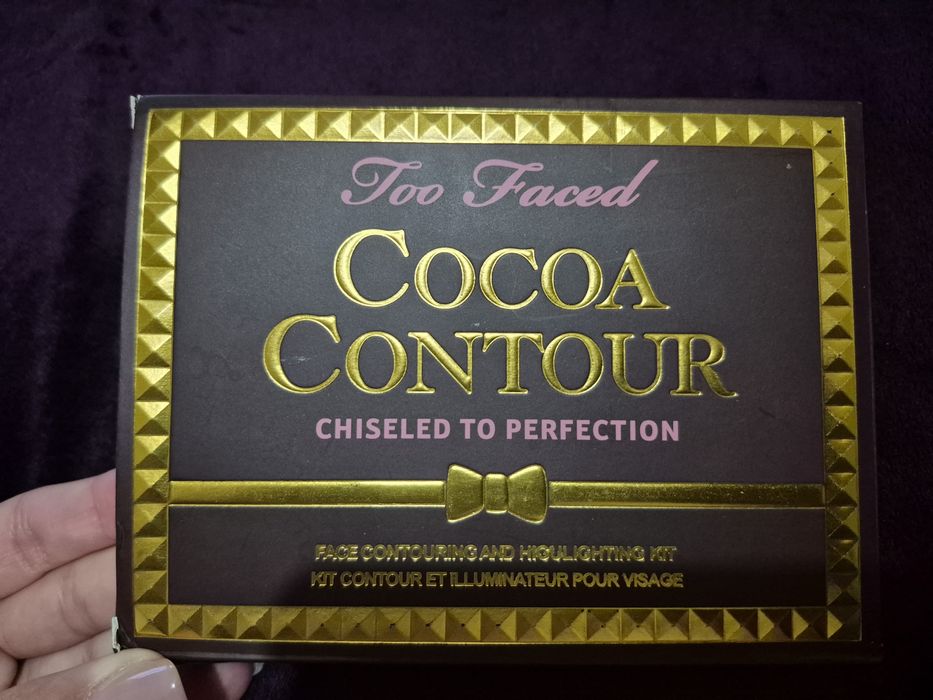 Too Faced
COCOA
CONTOUR
CHISELED TO PERFECTION
FACE CONTOURING AND HIGHLIGHTING KIT
KIT CONTOUR ET ILLUMINATEUR POUR VISAGE